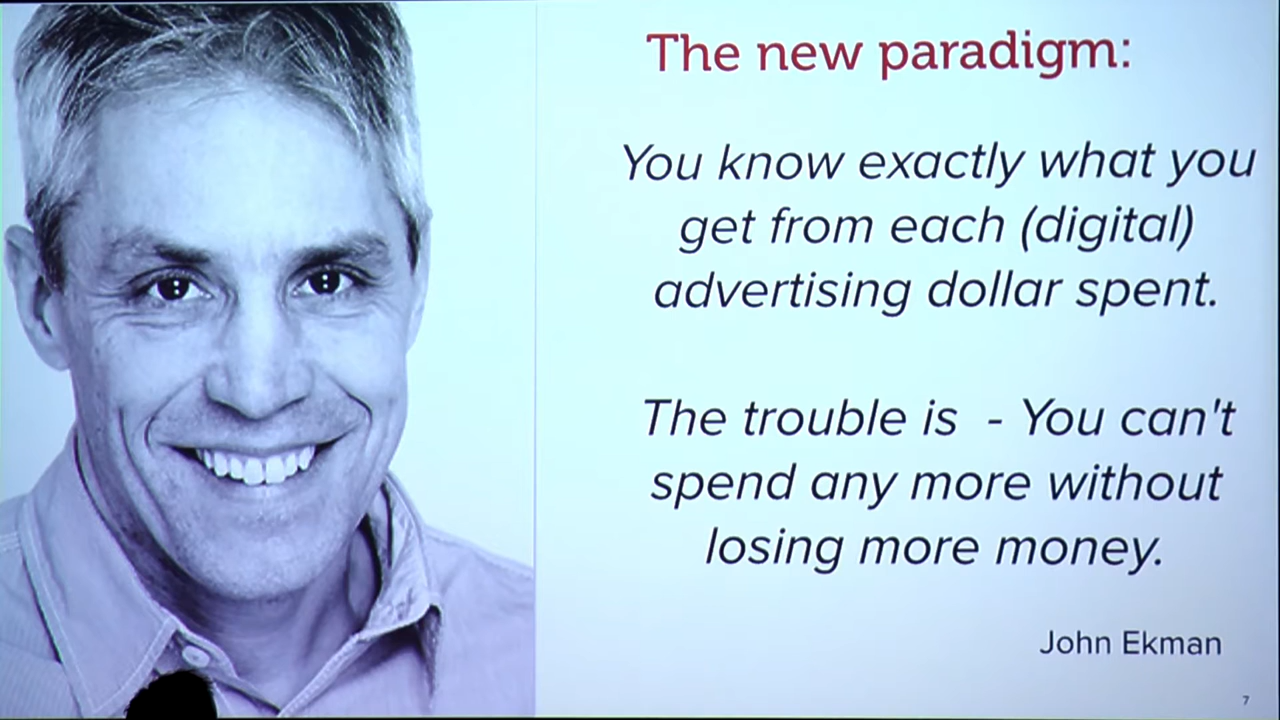 The new paradigm:
You know exactly what you
get from each (digital)
advertising dollar spent.
The trouble is - You can't
spend any more without
losing more money.
John Ekman
7